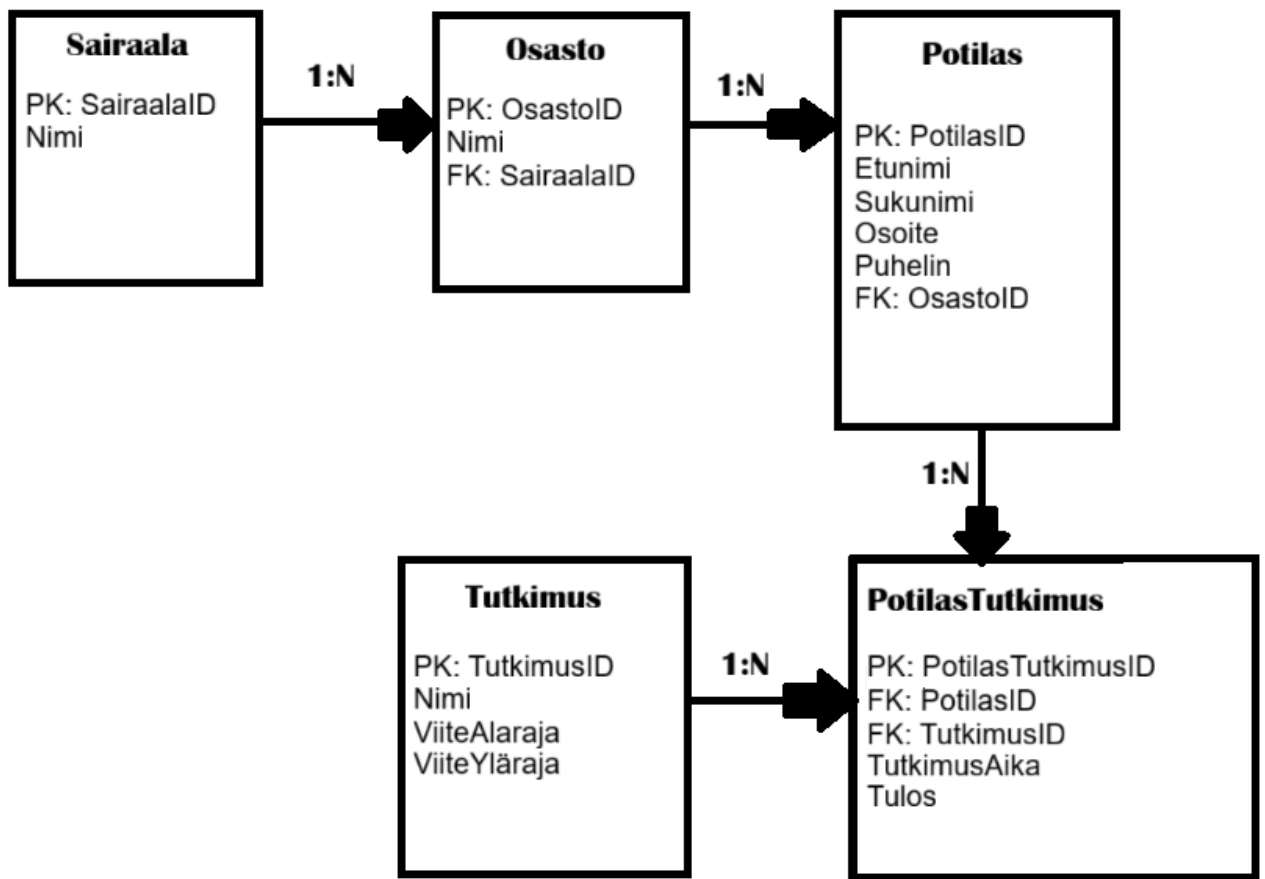 Sairaala
PK: SairaalaID
Nimi
1:N
Osasto
PK: OsastoID
Nimi
FK: SairaalaID
1:N
Potilas
PK: PotilasID
Etunimi
Sukunimi
Osoite
Puhelin
FK: OsastoID
1:N
Tutkimus
PK: TutkimusID
Nimi
ViiteAlaraja
ViiteYläraja
1:N
PotilasTutkimus
PK: PotilasTutkimusID
FK: PotilasID
FK: TutkimusID
TutkimusAika
Tulos